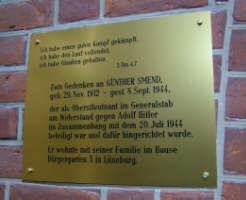 Ich habe einen guten Kampf gekämpft,
ich habe den Lauf vollendet,
ich habe Glauben gehalten.
2.Tim.4,7
Zum Gedenken an GÜNTHER SMEND,
geb. 29. Nov. 1912 - gest. 8. Sept. 1944,
der als Oberstleutnant im Generalstab
am Widerstand gegen Adolf Hitler
im Zusammenhang mit dem 20. Juli 1944
beteiligt war und dafür hingerichtet wurde.
Er wohnte mit seiner Familie im Hause
Bürgergarten 3 in Lüneburg.